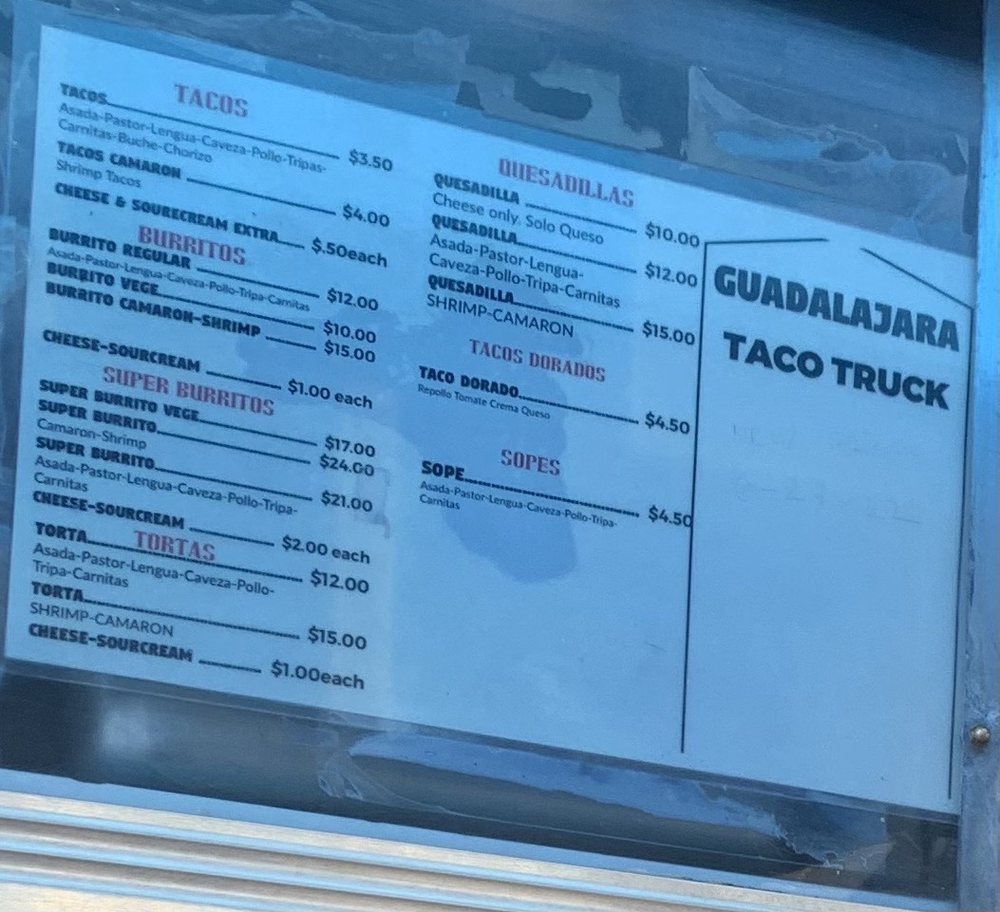 TACOS
TACOS $3.50
Asada-Pastor-Lengua-Caveza-Pollo-Tripas-
Carnitas-Buche-Chorizo
TACOS CAMARON $4.00
Shrimp Tacos
CHEESE & SOURECREAM EXTRA $.50each
BURRITOS
BURRITO REGULAR $12.00
Asada-Pastor-Lengua-Caveza-Pollo-Tripa-Carnitas
BURRITO VEGE $10.00
BURRITO CAMARON-SHRIMP $15.00
CHEESE-SOURCREAM $1.00 each
SUPER BURRITOS
SUPER BURRITO VEGE $17.00
SUPER BURRITO $24.00
Camaron-Shrimp
SUPER BURRITO $21.00
Asada-Pastor-Lengua-Caveza-Pollo-Tripa-
Carnitas
CHEESE-SOURCREAM $2.00 each
TORTAS
TORTA $12.00
Asada-Pastor-Lengua-Caveza-Pollo-
Tripa-Carnitas
TORTA $15.00
SHRIMP-CAMARON
CHEESE-SOURCREAM $1.00each
QUESADILLAS
QUESADILLA $10.00
Cheese only. Solo Queso
QUESADILLA $12.00
Asada-Pastor-Lengua-
Caveza-Pollo-Tripa-Carnitas
QUESADILLA $15.00
SHRIMP-CAMARON
TACOS DORADOS
TACO DORADO $4.50
Repollo Tomate Crema Queso
SOPES
SOPE $4.50
Asada-Pastor-Lengua-Caveza-Pollo-Tripa-
Carnitas
GUADALAJARA
TACO TRUCK